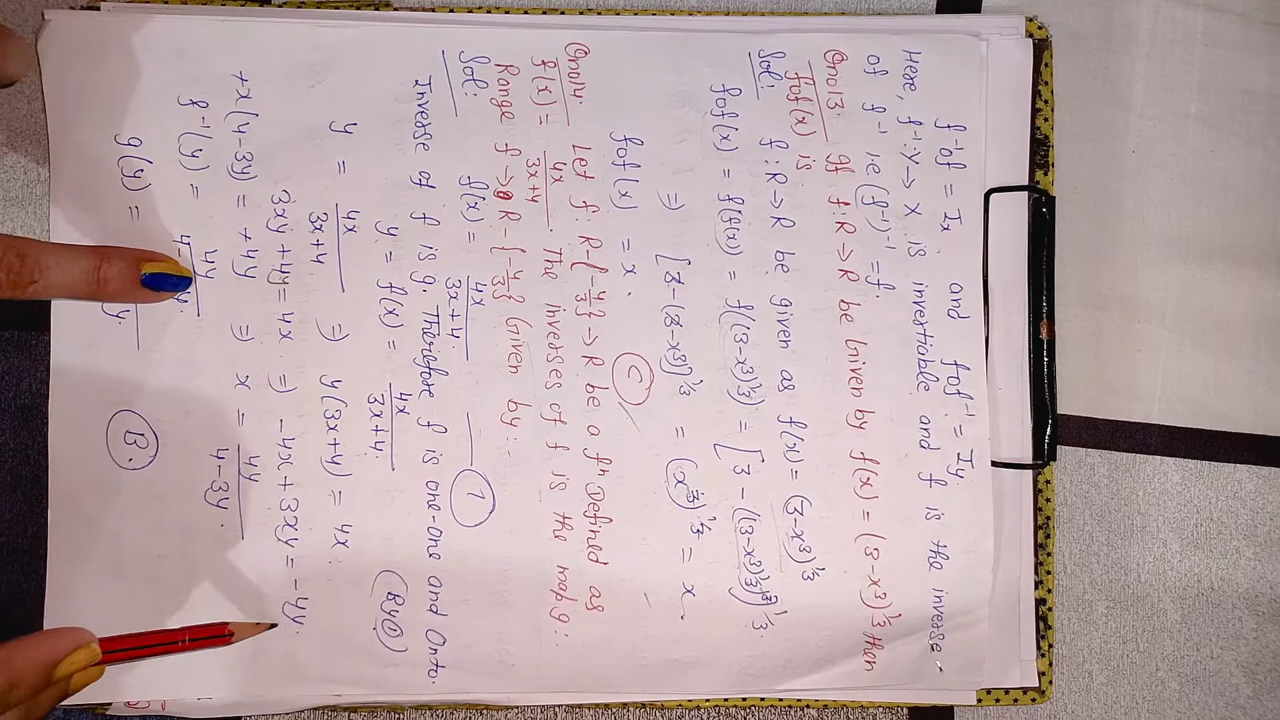 f⁻¹of = Ix and fof⁻¹ = Iy.
Here, f⁻¹: Y → X is invertiable and f is the inverse -
of f⁻¹ i.e (f⁻¹)⁻¹ = f.
Qno13. If f: R → R be Given by f(x) = (3-x³)^1/3 then
fof(x) is
Sol: f: R → R be given as f(x) = (3-x³)^1/3
fof(x) = f(f(x)) = f((3-x³)^1/3) = [3 - ((3-x³)^1/3)³]^1/3.
⇒ [3-(3-x³)]^1/3 = (x³)^1/3 = x.
fof(x) = x. (C)
Qno14. Let f: R-{-4/3} → R be a fⁿ Defined as
f(x) = 4x/3x+4. The inverses of f is the map g:
Range f → R-{-4/3} Given by:-
Sol: f(x) = 4x/3x+4. — (1)
Inverse of f is g. Therefore f is one-one and Onto.
y = f(x) = 4x/3x+4. (By(1))
y = 4x/3x+4 ⇒ y(3x+4) = 4x.
3xy+4y = 4x. ⇒ -4x+3xy = -4y.
+x(4-3y) = +4y ⇒ x = 4y/4-3y.
f⁻¹(y) = 4y/
g(y) = (B).